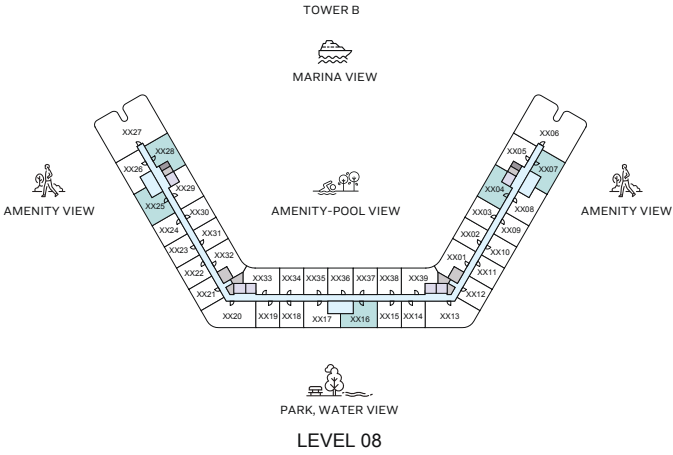 TOWER B
MARINA VIEW
XX27
XX06
XX28
XX05
XX26
XX07
XX29
XX04
XX25
XX30
XX03
XX08
XX24
XX31
XX02
XX09
XX23
XX32
XX01
XX10
XX22
XX33
XX34
XX35
XX36
XX37
XX38
XX39
XX11
XX21
XX12
XX20
XX19
XX18
XX17
XX16
XX15
XX14
XX13
AMENITY VIEW
AMENITY-POOL VIEW
AMENITY VIEW
PARK, WATER VIEW
LEVEL 08